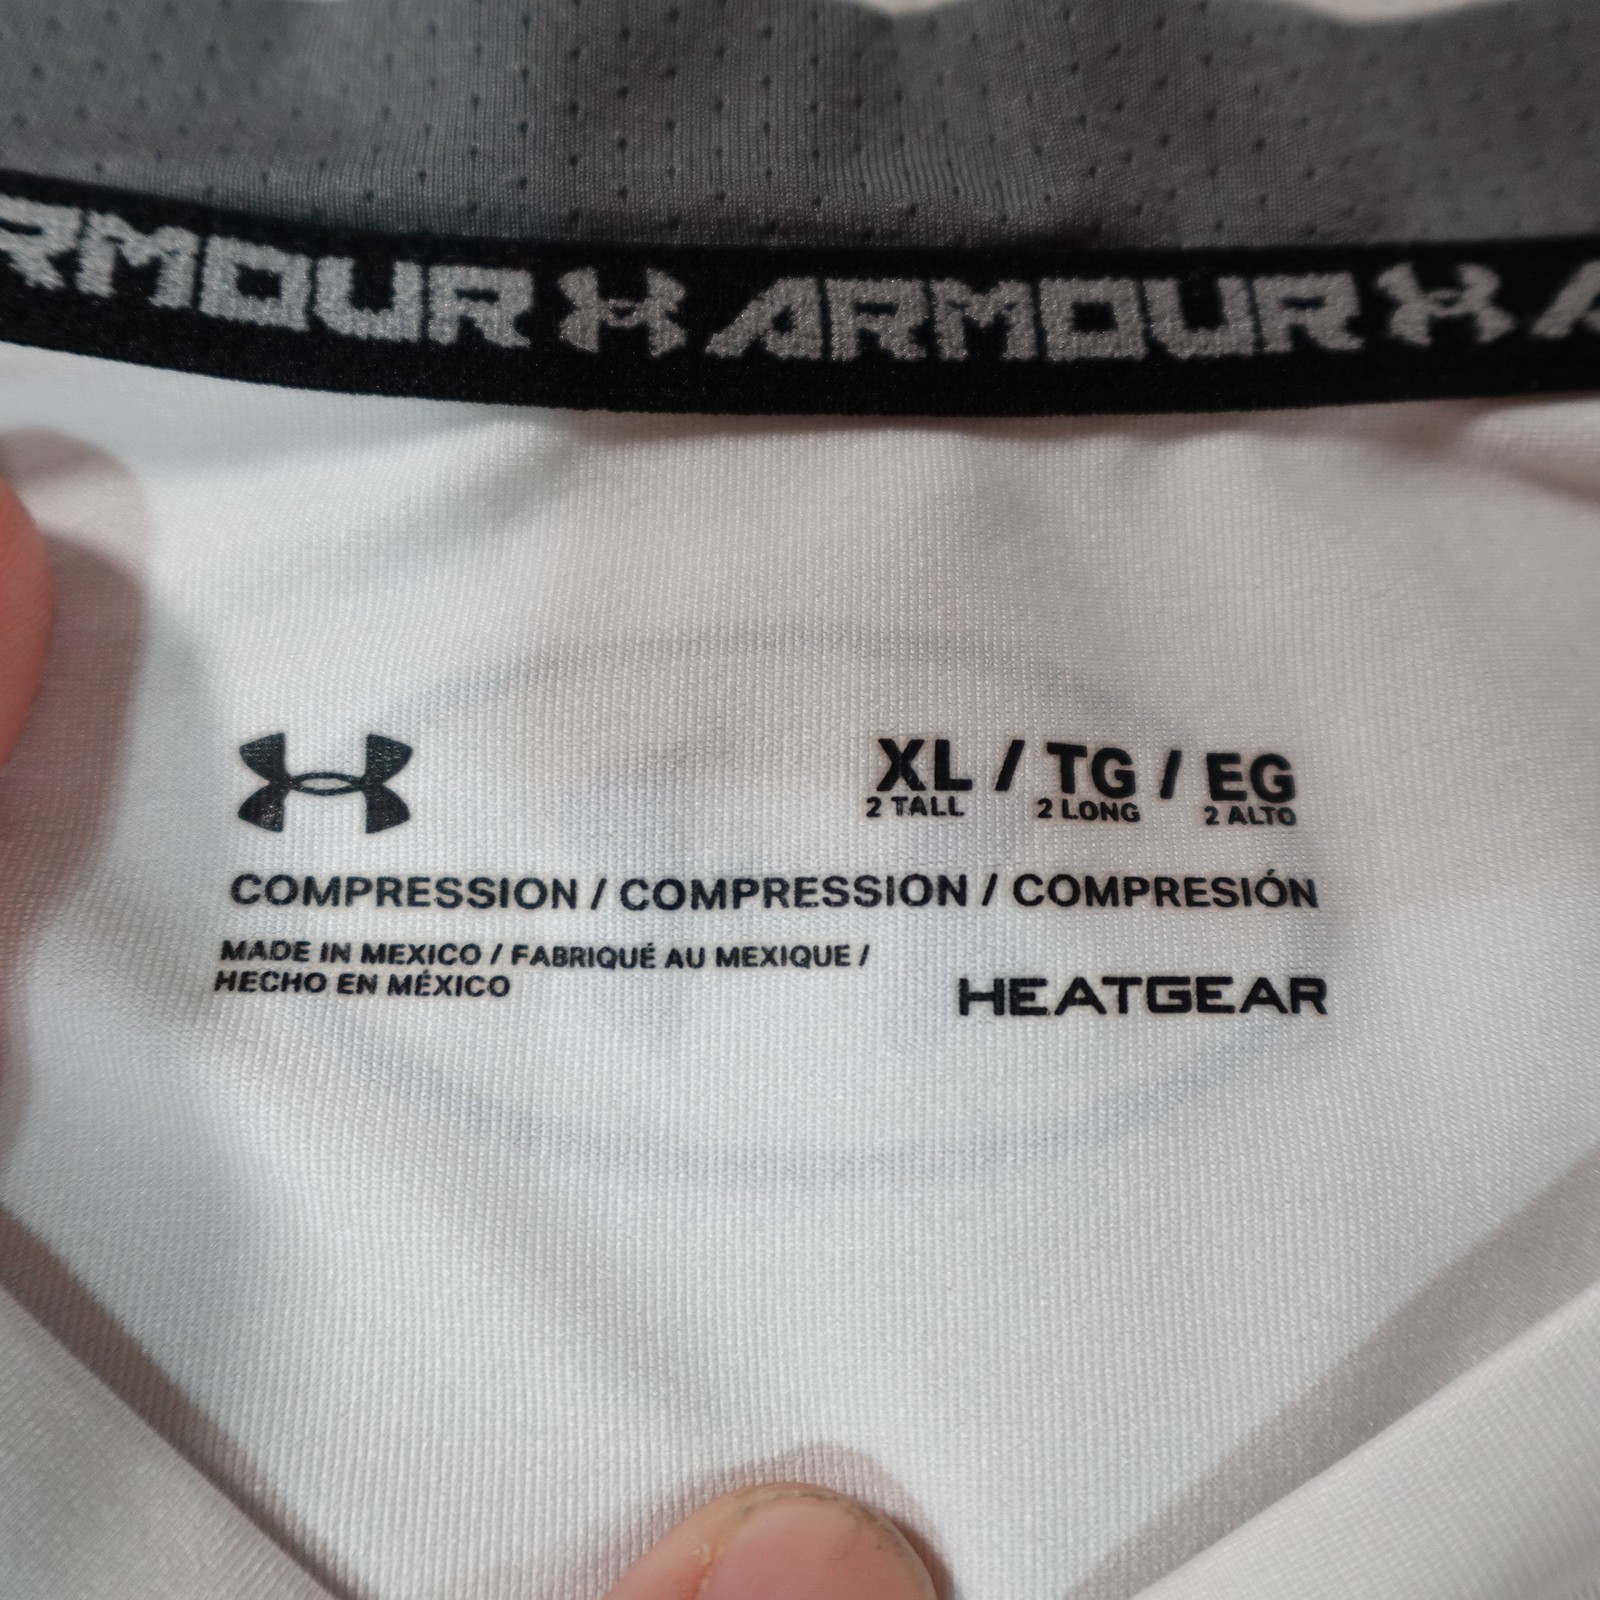 ARMOUR ARMOUR A
XL / TG / EG
2 TALL 2 LONG 2 ALTO
COMPRESSION / COMPRESSION / COMPRESIÓN
MADE IN MEXICO / FABRIQUÉ AU MEXIQUE /
HECHO EN MÉXICO
HEATGEAR